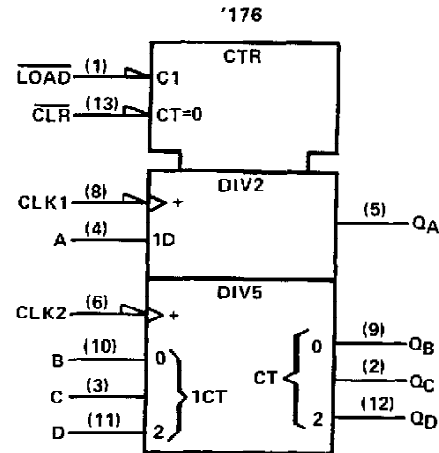 '176
CTR
LOAD (1) C1
CLR (13) CT=0
DIV2
CLK1 (8) +
(5) QA
A (4) 1D
DIV5
CLK2 (6) +
B (10) 0
(9) 0 QB
C (3) 1CT
CT (2) QC
D (11) 2
(12) 2 QD